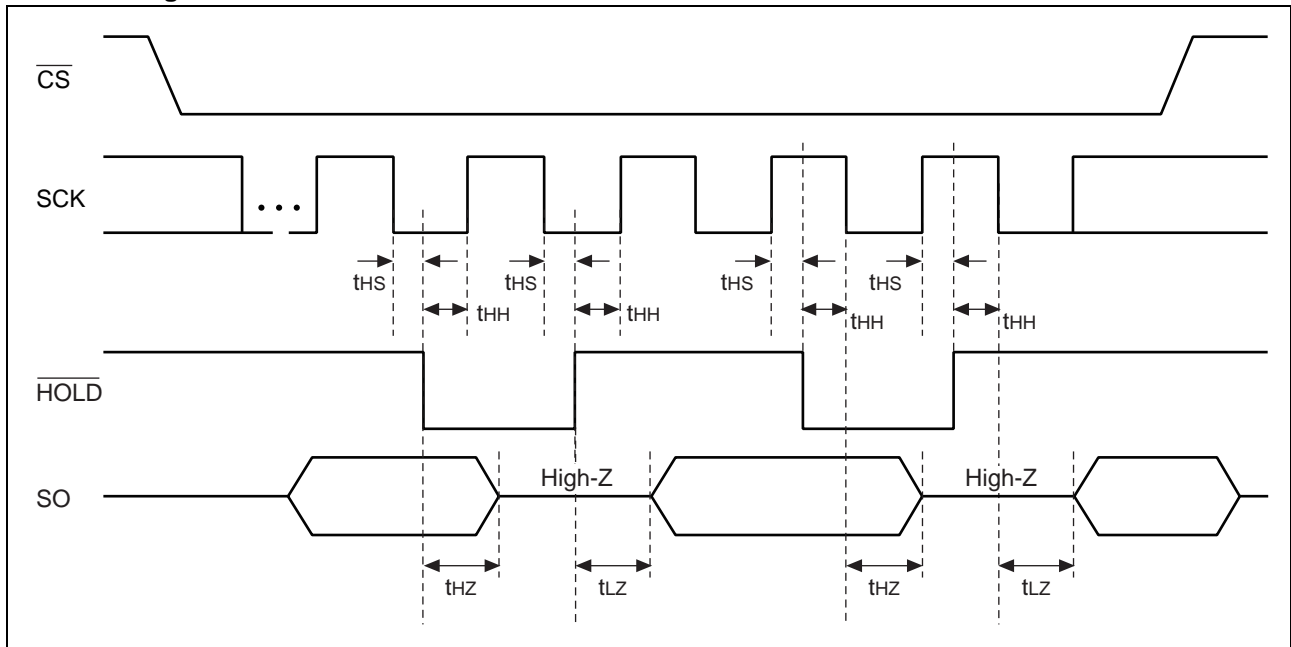 CS
SCK
• • •
tHS tHS tHS tHS
tHH tHH tHH tHH
HOLD
High-Z High-Z
SO
tHZ tLZ tHZ tLZ